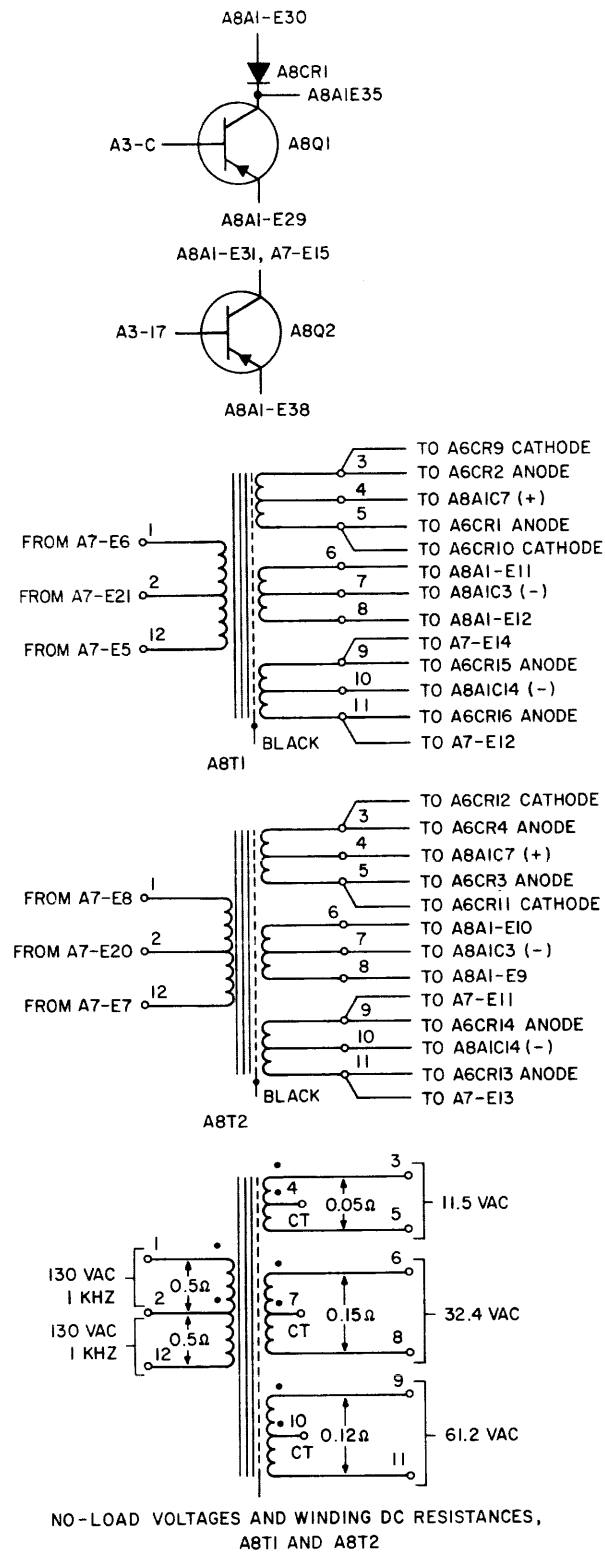 A8A1-E30
A8CR1
A8A1E35
A3-C
A8Q1
A8A1-E29
A8A1-E31, A7-E15
A3-17
A8Q2
A8A1-E38
TO A6CR9 CATHODE
3
TO A6CR2 ANODE
4
TO A8A1C7 (+)
5
TO A6CR1 ANODE
TO A6CR10 CATHODE
1
FROM A7-E6
2
FROM A7-E21
12
FROM A7-E5
6
TO A8A1-E11
7
TO A8A1C3 (-)
8
TO A8A1-E12
TO A7-E14
9
TO A6CR15 ANODE
10
TO A8A1C14 (-)
11
TO A6CR16 ANODE
TO A7-E12
BLACK
A8T1
TO A6CR12 CATHODE
3
TO A6CR4 ANODE
4
TO A8A1C7 (+)
5
TO A6CR3 ANODE
TO A6CR11 CATHODE
1
FROM A7-E8
2
FROM A7-E20
12
FROM A7-E7
6
TO A8A1-E10
7
TO A8A1C3 (-)
8
TO A8A1-E9
TO A7-E11
9
TO A6CR14 ANODE
10
TO A8A1C14 (-)
11
TO A6CR13 ANODE
TO A7-E13
BLACK
A8T2
3
4
CT
0.05Ω
5
11.5 VAC
1
130 VAC
1 KHZ
0.5Ω
2
130 VAC
1 KHZ
0.5Ω
12
6
7
CT
0.15Ω
8
32.4 VAC
9
10
CT
0.12Ω
11
61.2 VAC
NO-LOAD VOLTAGES AND WINDING DC RESISTANCES,
A8T1 AND A8T2